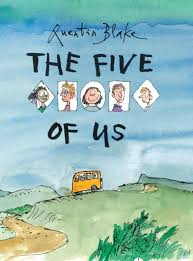 Quentin Blake
THE FIVE
OF US